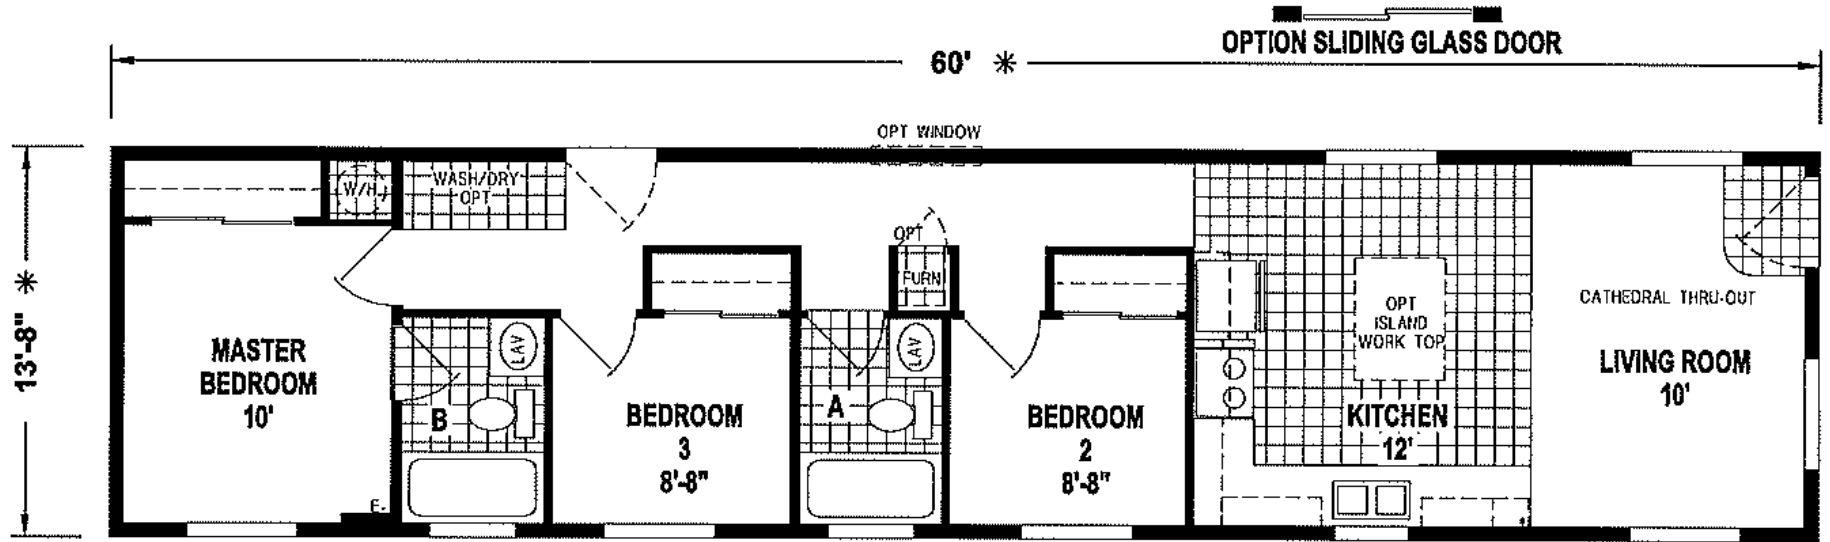 OPTION SLIDING GLASS DOOR
60' *
OPT WINDOW
13'-8" *
W/H
WASH/DRY
OPT
OPT
FURN
MASTER
BEDROOM
10'
E.
B
LAV
BEDROOM
3
8'-8"
A
LAV
BEDROOM
2
8'-8"
OPT
ISLAND
WORK TOP
KITCHEN
12'
CATHEDRAL THRU-OUT
LIVING ROOM
10'